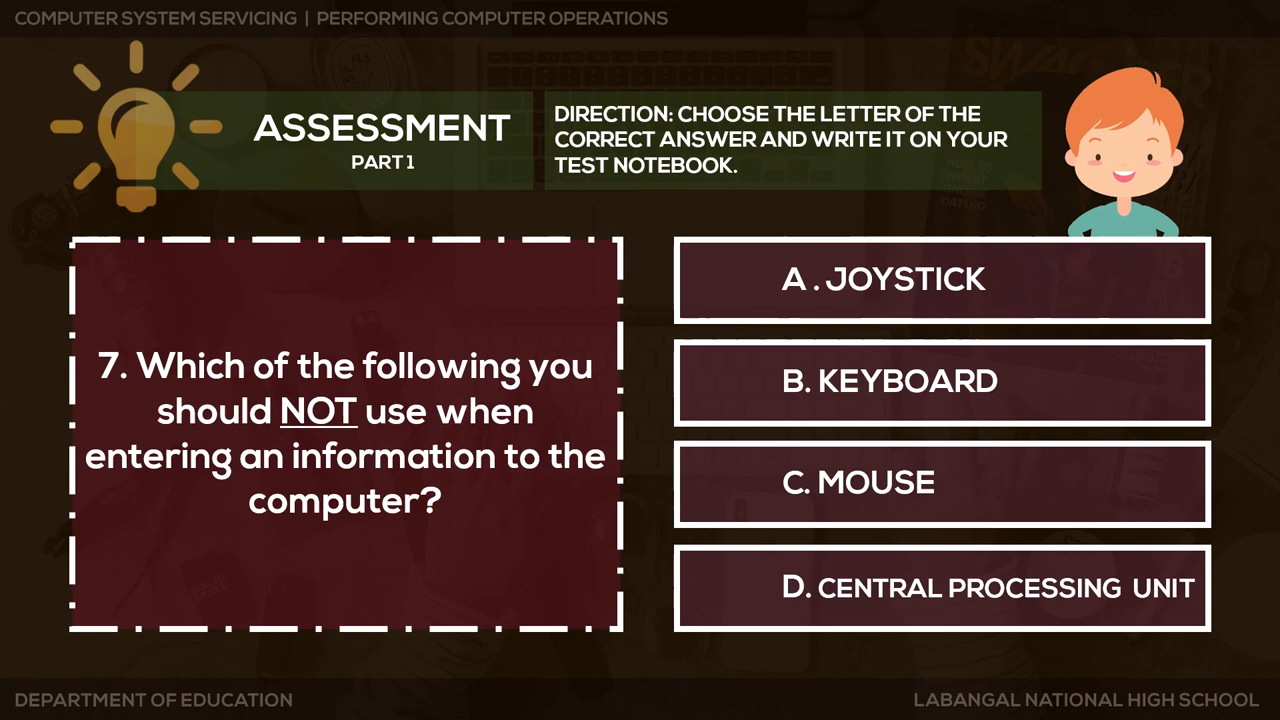 COMPUTER SYSTEM SERVICING | PERFORMING COMPUTER OPERATIONS
ASSESSMENT
PART 1
DIRECTION: CHOOSE THE LETTER OF THE
CORRECT ANSWER AND WRITE IT ON YOUR
TEST NOTEBOOK.
7. Which of the following you
should NOT use when
entering an information to the
computer?
A . JOYSTICK
B. KEYBOARD
C. MOUSE
D. CENTRAL PROCESSING UNIT
DEPARTMENT OF EDUCATION
LABANGAL NATIONAL HIGH SCHOOL